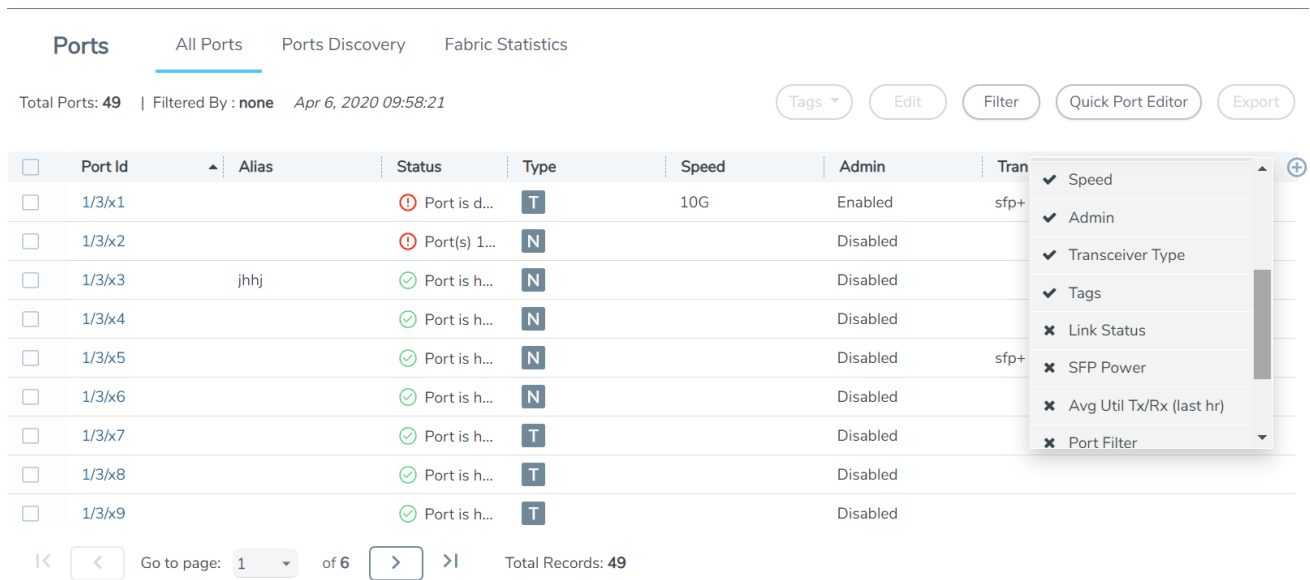 Ports All Ports Ports Discovery Fabric Statistics
Total Ports: 49 | Filtered By : none Apr 6, 2020 09:58:21 Tags Edit Filter Quick Port Editor Export
Port Id Alias Status Type Speed Admin Tran
1/3/x1 Port is d... T 10G Enabled sfp+
1/3/x2 Port(s) 1... N Disabled
1/3/x3 jhhj Port is h... N Disabled
1/3/x4 Port is h... N Disabled
1/3/x5 Port is h... N Disabled sfp+
1/3/x6 Port is h... N Disabled
1/3/x7 Port is h... T Disabled
1/3/x8 Port is h... T Disabled
1/3/x9 Port is h... T Disabled
Speed
Admin
Transceiver Type
Tags
Link Status
SFP Power
Avg Util Tx/Rx (last hr)
Port Filter
Go to page: 1 of 6 Total Records: 49